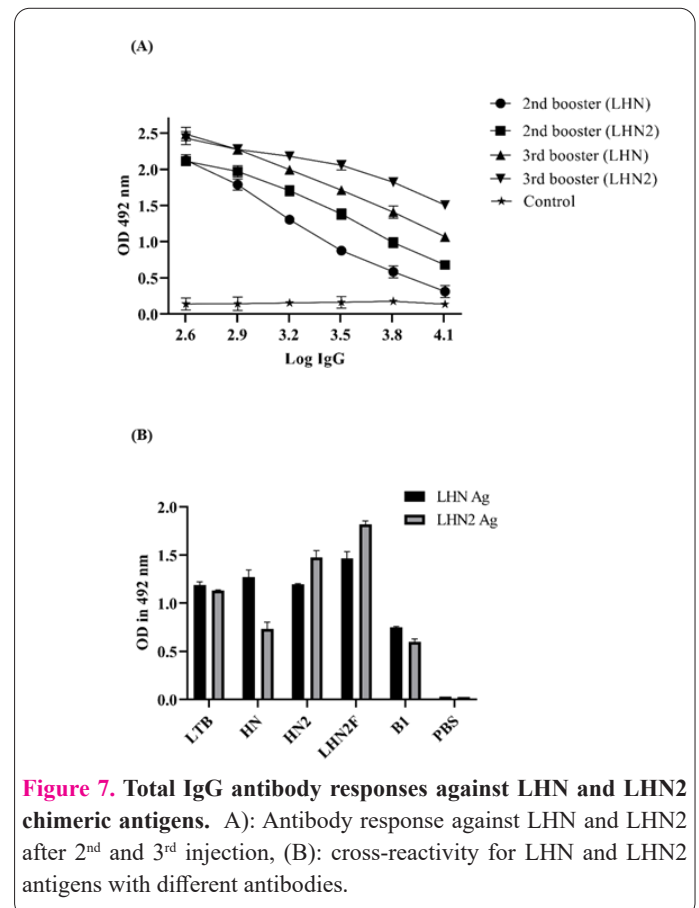 (A)
2nd booster (LHN)
2nd booster (LHN2)
3rd booster (LHN)
3rd booster (LHN2)
Control
OD 492 nm
2.5
2.0
1.5
1.0
0.5
0.0
2.6 2.9 3.2 3.5 3.8 4.1
Log IgG
(B)
LHN Ag
LHN2 Ag
OD in 492 nm
2.0
1.5
1.0
0.5
0.0
LTB HN HN2 LHN2F B1 PBS
Figure 7. Total IgG antibody responses against LHN and LHN2
chimeric antigens. A): Antibody response against LHN and LHN2
after 2nd and 3rd injection, (B): cross-reactivity for LHN and LHN2
antigens with different antibodies.